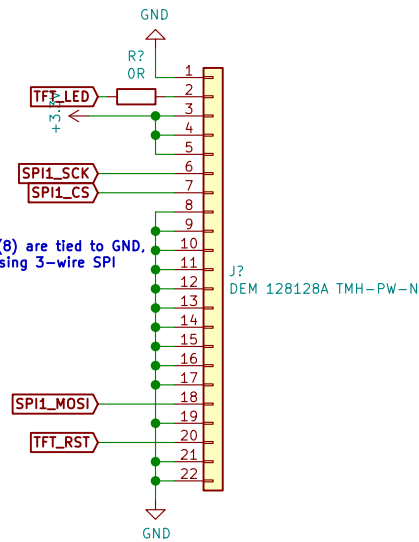 GND
R?
0R
1
TFT_LED
2
+3.3V
3
4
5
SPI1_SCK
6
SPI1_CS
7
8
(8) are tied to GND,
sing 3-wire SPI
9
10
11
12
13
14
15
16
17
J?
DEM 128128A TMH-PW-N
SPI1_MOSI
18
19
TFT_RST
20
21
22
GND